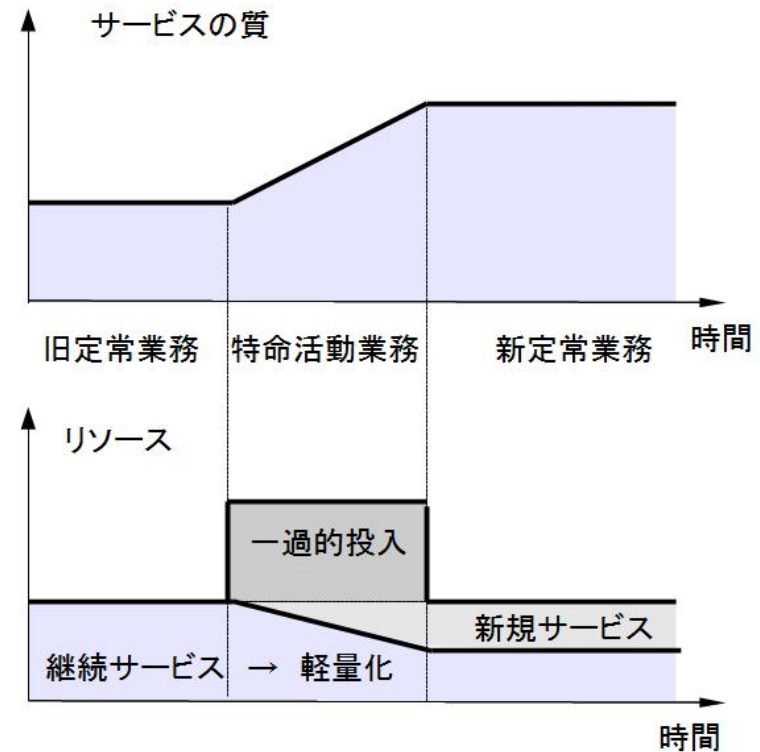 サービスの質
時間
旧定常業務
特命活動業務
新定常業務
リソース
一過的投入
新規サービス
継続サービス → 軽量化
時間